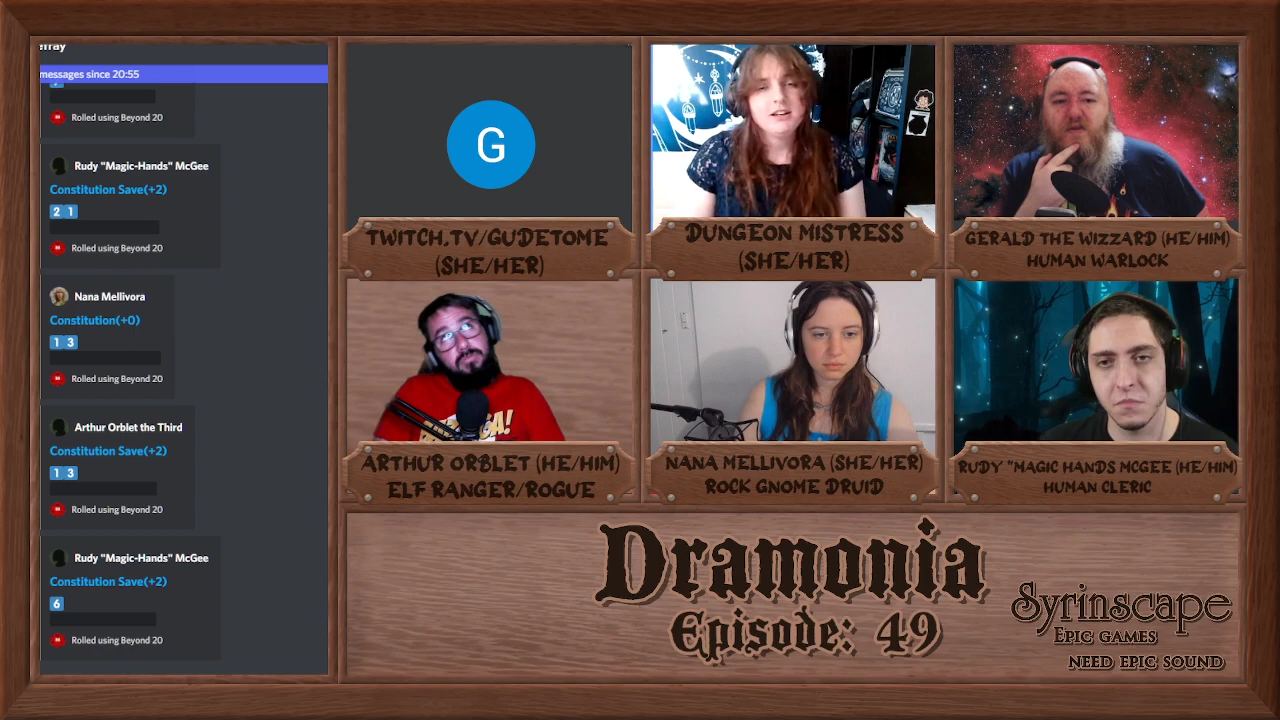 messages since 20:55
Rolled using Beyond 20
Rudy "Magic-Hands" McGee
Constitution Save(+2)
2 1
Rolled using Beyond 20
Nana Mellivora
Constitution(+0)
1 3
Rolled using Beyond 20
Arthur Orblet the Third
Constitution Save(+2)
1 3
Rolled using Beyond 20
Rudy "Magic-Hands" McGee
Constitution Save(+2)
6
Rolled using Beyond 20
G
TWITCH.TV/GUDETOME
(SHE/HER)
DUNGEON MISTRESS
(SHE/HER)
GERALD THE WIZZARD (HE/HIM)
HUMAN WARLOCK
ARTHUR ORBLET (HE/HIM)
ELF RANGER/ROGUE
NANA MELLIVORA (SHE/HER)
ROCK GNOME DRUID
RUDY "MAGIC HANDS MCGEE (HE/HIM)
HUMAN CLERIC
Dramonia
Episode: 49
Syrinscape
EPIC GAMES
NEED EPIC SOUND